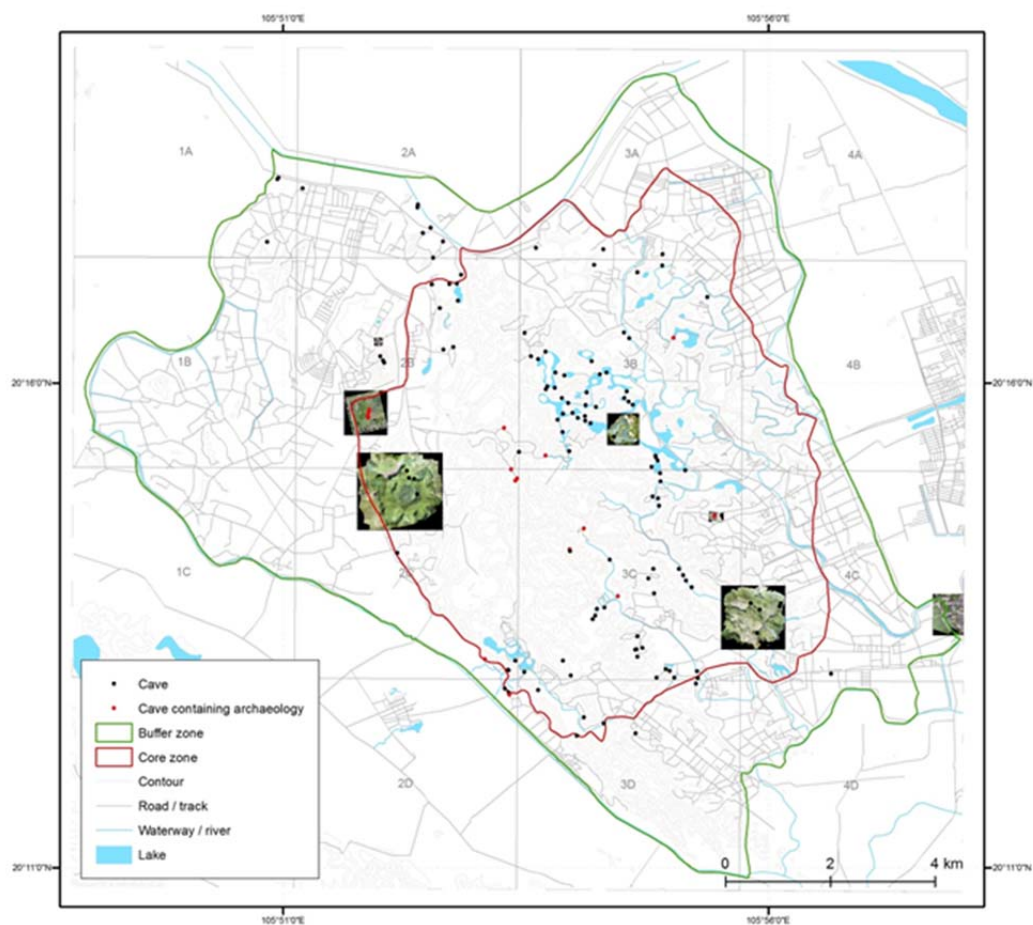 105°51'0"E 105°56'0"E
1A 2A 3A 4A
20°16'0"N 20°16'0"N
1B 2B 3B 4B
1C 2C 3C 4C
Cave
Cave containing archaeology
Buffer zone
Core zone
Contour
Road / track
Waterway / river
Lake
2D 3D 4D
0 2 4 km
20°11'0"N 20°11'0"N
105°51'0"E 105°56'0"E